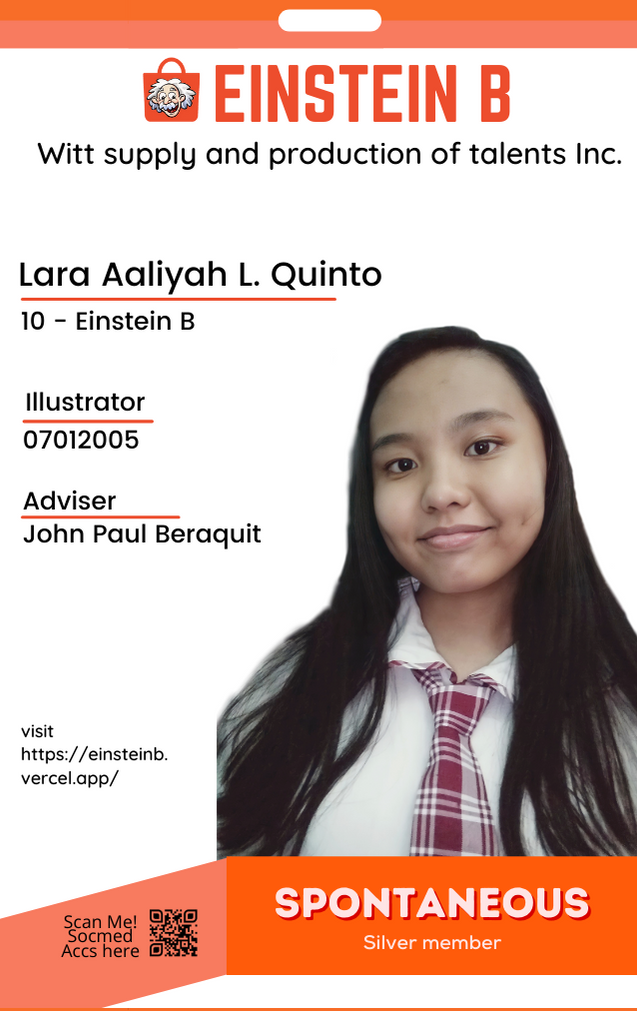 EINSTEIN B
Witt supply and production of talents Inc.
Lara Aaliyah L. Quinto
10 - Einstein B
Illustrator
07012005
Adviser
John Paul Beraquit
visit
https://einsteinb.
vercel.app/
Scan Me!
Socmed
Accs here
SPONTANEOUS
Silver member